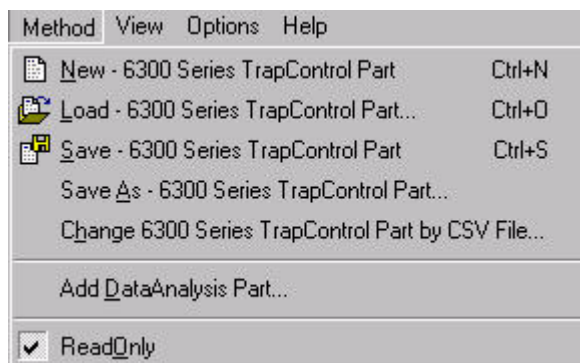 Method View Options Help
New - 6300 Series TrapControl Part Ctrl+N
Load - 6300 Series TrapControl Part... Ctrl+O
Save - 6300 Series TrapControl Part Ctrl+S
Save As - 6300 Series TrapControl Part...
Change 6300 Series TrapControl Part by CSV File...
Add DataAnalysis Part...
ReadOnly